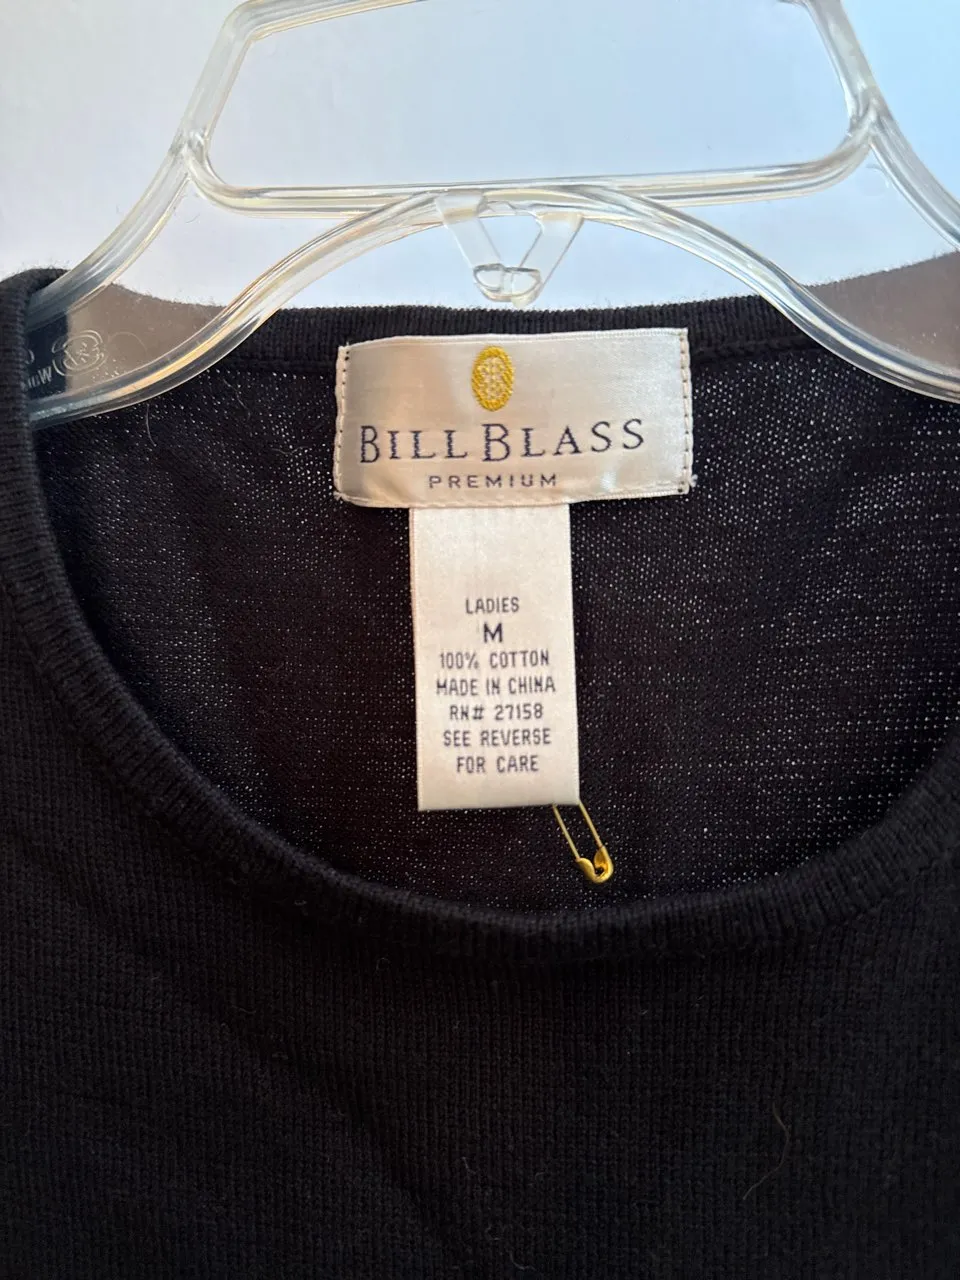 BILL BLASS
PREMIUM
LADIES
M
100% COTTON
MADE IN CHINA
RN# 27158
SEE REVERSE
FOR CARE